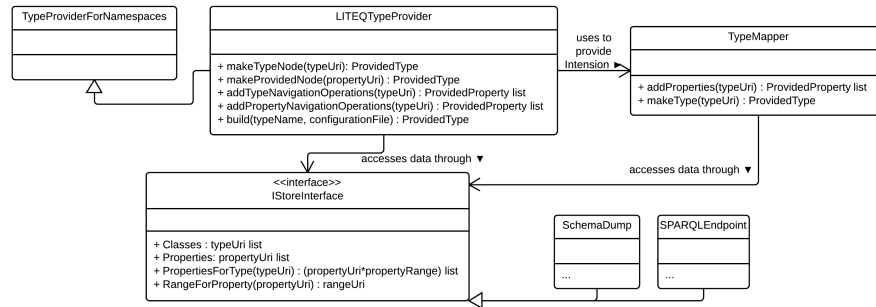 TypeProviderForNamespaces
LITEQTypeProvider
+ makeTypeNode(typeUri): ProvidedType
+ makeProvidedNode(propertyUri) : ProvidedType
+ addTypeNavigationOperations(typeUri) : ProvidedProperty list
+ addPropertyNavigationOperations(typeUri) : ProvidedProperty list
+ build(typeName, configurationFile) : ProvidedType
uses to
provide
Intension ►
TypeMapper
+ addProperties(typeUri) : ProvidedProperty list
+ makeType(typeUri) : ProvidedType
accesses data through ▼
accesses data through ▼
<<interface>>
IStoreInterface
+ Classes : typeUri list
+ Properties: propertyUri list
+ PropertiesForType(typeUri) : (propertyUri*propertyRange) list
+ RangeForProperty(propertyUri) : rangeUri
SchemaDump
...
SPARQLEndpoint
...